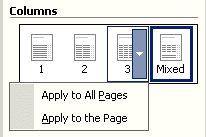 Columns
1 2 3 Mixed
Apply to All Pages
Apply to the Page